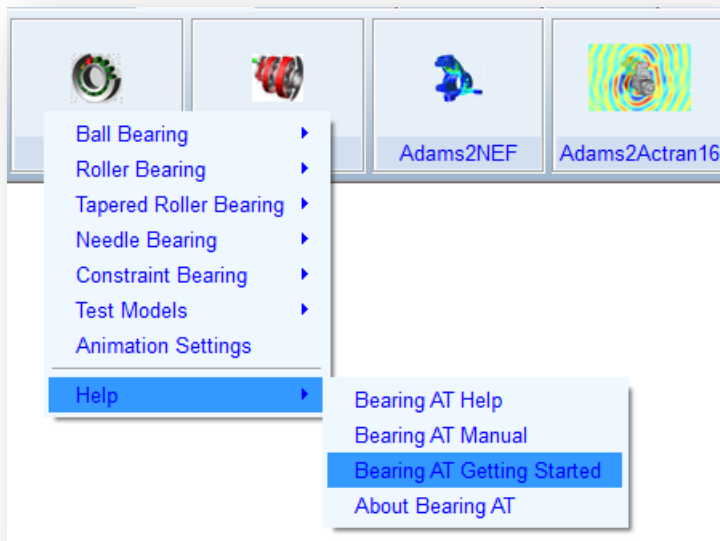 Adams2NEF
Adams2Actran16
Ball Bearing
Roller Bearing
Tapered Roller Bearing
Needle Bearing
Constraint Bearing
Test Models
Animation Settings
Help
Bearing AT Help
Bearing AT Manual
Bearing AT Getting Started
About Bearing AT